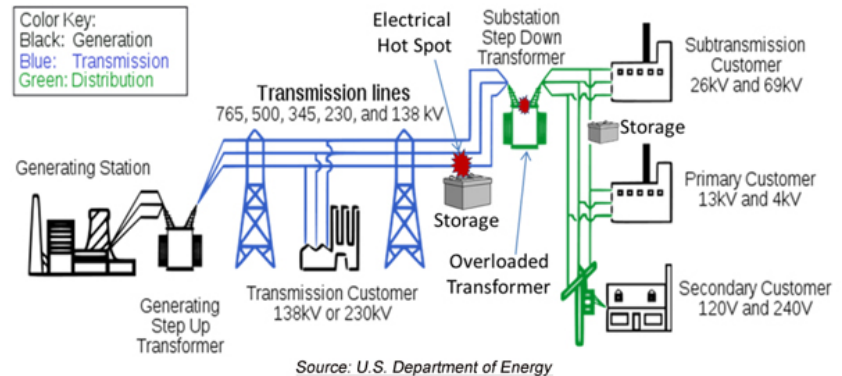 Color Key:
Black: Generation
Blue: Transmission
Green: Distribution
Electrical
Hot Spot
Substation
Step Down
Transformer
Subtransmission
Customer
26kV and 69kV
Transmission lines
765, 500, 345, 230, and 138 kV
Storage
Generating Station
Primary Customer
13kV and 4kV
Storage
Overloaded
Transformer
Generating
Step Up
Transformer
Transmission Customer
138kV or 230kV
Secondary Customer
120V and 240V
Source: U.S. Department of Energy